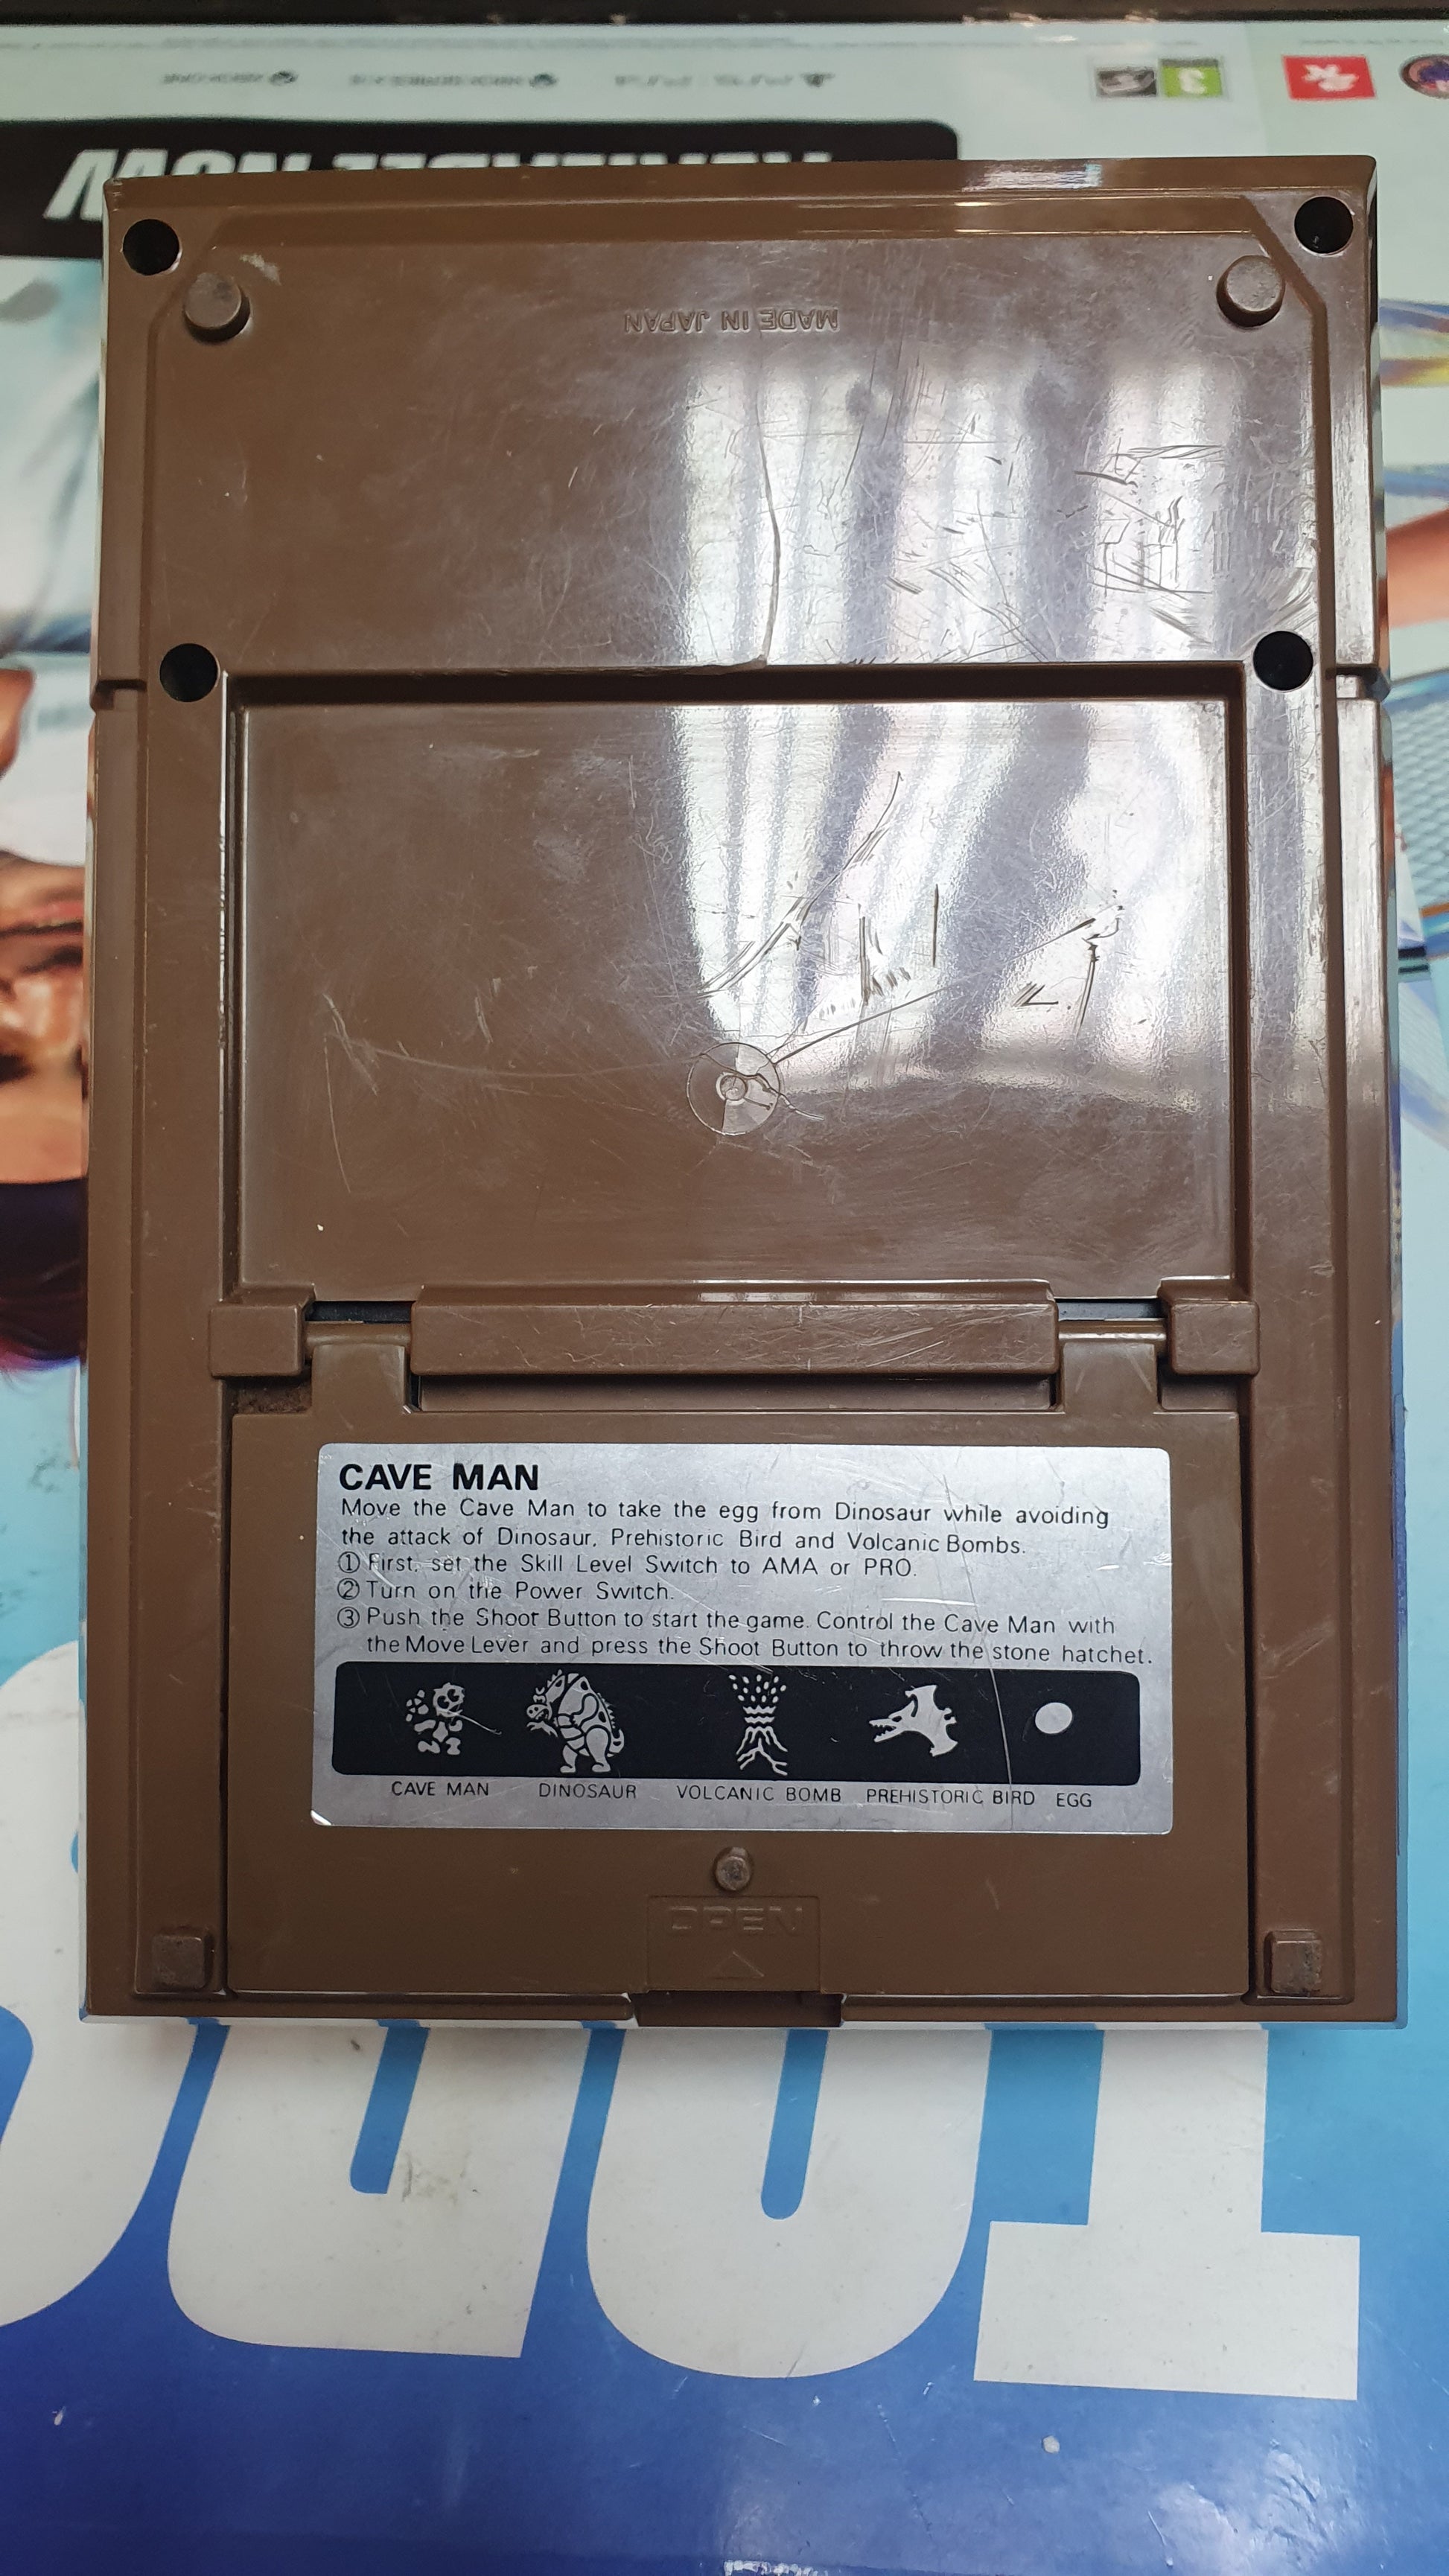 MADE IN JAPAN
CAVE MAN
Move the Cave Man to take the egg from Dinosaur while avoiding
the attack of Dinosaur, Prehistoric Bird and Volcanic Bombs.
① First, set the Skill Level Switch to AMA or PRO.
② Turn on the Power Switch.
③ Push the Shoot Button to start the game. Control the Cave Man with
the Move Lever and press the Shoot Button to throw the stone hatchet.
CAVE MAN DINOSAUR VOLCANIC BOMB PREHISTORIC BIRD EGG
OPEN